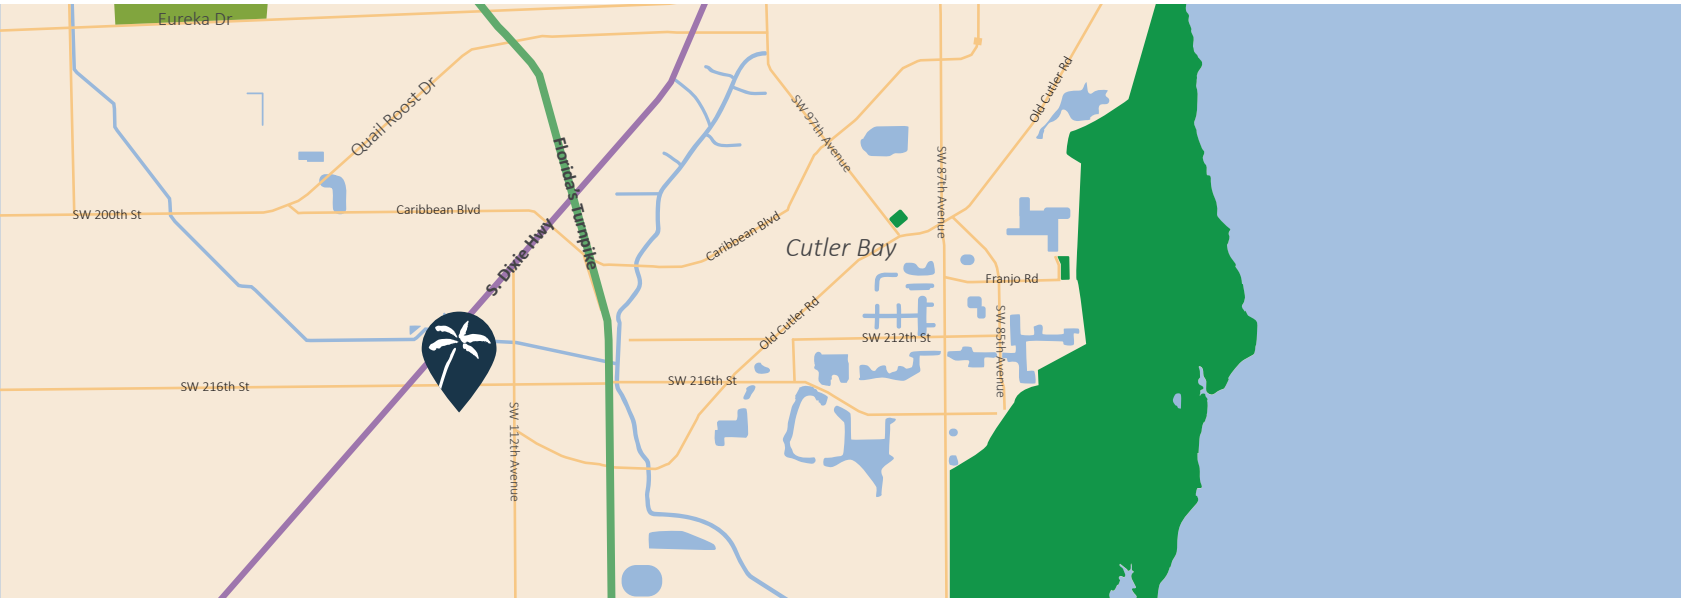 Eureka Dr
Quail Roost Dr
Old Cutler Rd
SW 97th Avenue
SW 87th Avenue
Florida's Turnpike
SW 200th St
Caribbean Blvd
S. Dixie Hwy
Caribbean Blvd
Cutler Bay
Franjo Rd
Old Cutler Rd
SW 212th St
SW 85th Avenue
SW 216th St
SW 216th St
SW 112th Avenue